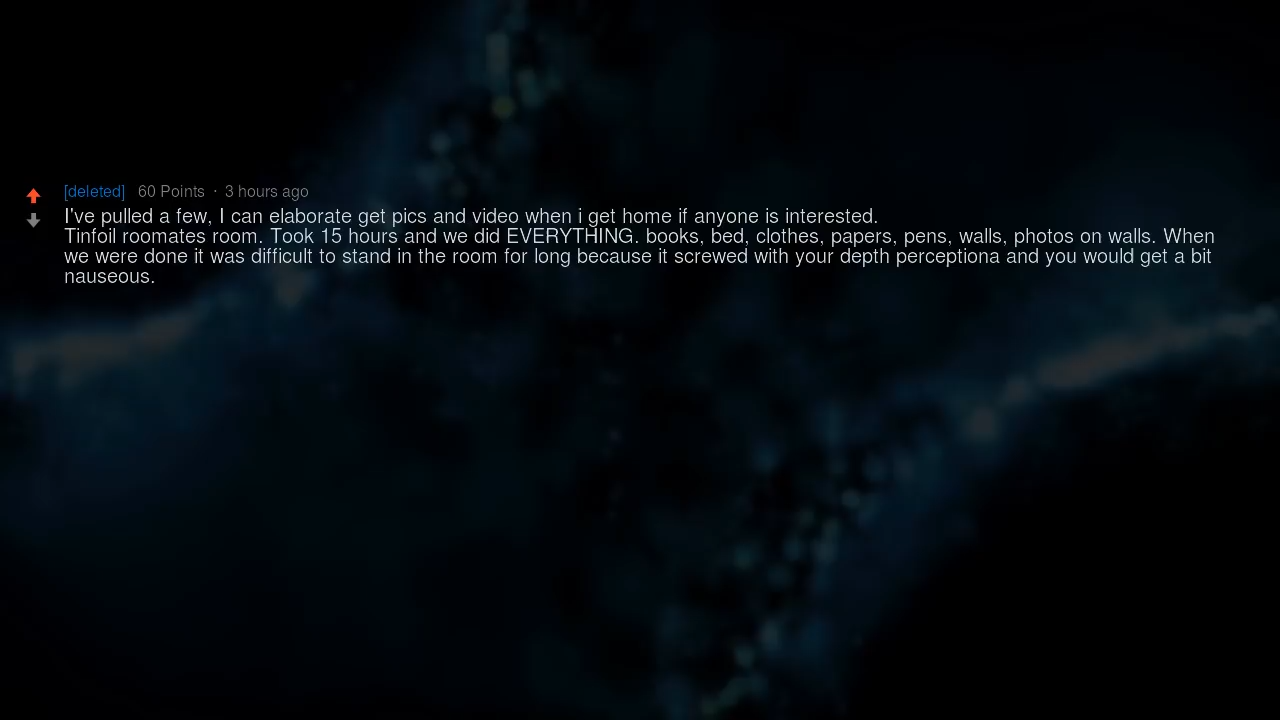 [deleted] 60 Points · 3 hours ago
I've pulled a few, I can elaborate get pics and video when i get home if anyone is interested.
Tinfoil roomates room. Took 15 hours and we did EVERYTHING. books, bed, clothes, papers, pens, walls, photos on walls. When
we were done it was difficult to stand in the room for long because it screwed with your depth perceptiona and you would get a bit
nauseous.